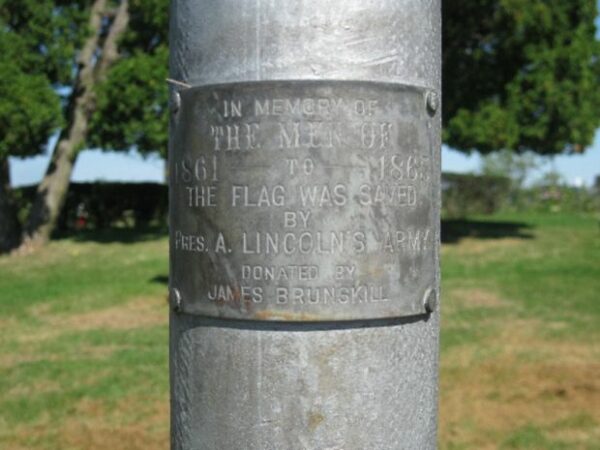 IN MEMORY OF
THE MEN OF
1861 — TO — 1865
THE FLAG WAS SAVED
BY
PRES. A. LINCOLN'S ARMY
DONATED BY
JAMES BRUNSKILL